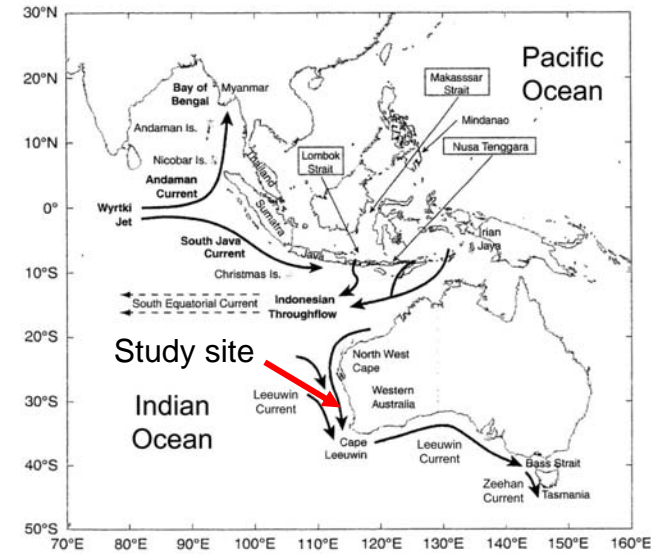 30°N
20°N
10°N
0°
10°S
20°S
30°S
40°S
50°S
70°E
80°E
90°E
100°E
110°E
120°E
130°E
140°E
150°E
160°E
Pacific
Ocean
Bay of
Bengal
Myanmar
Makasssar
Strait
Andaman Is.
Mindanao
Nicobar Is.
Thailand
Lombok
Strait
Nusa Tenggara
Andaman
Current
Wyrtki
Jet
Sumatra
South Java
Current
Java
Irian
Jaya
Christmas Is.
South Equatorial Current
Indonesian
Throughflow
Study site
North West
Cape
Western
Australia
Leeuwin
Current
Indian
Ocean
Cape
Leeuwin
Leeuwin
Current
Bass Strait
Zeehan
Current
Tasmania